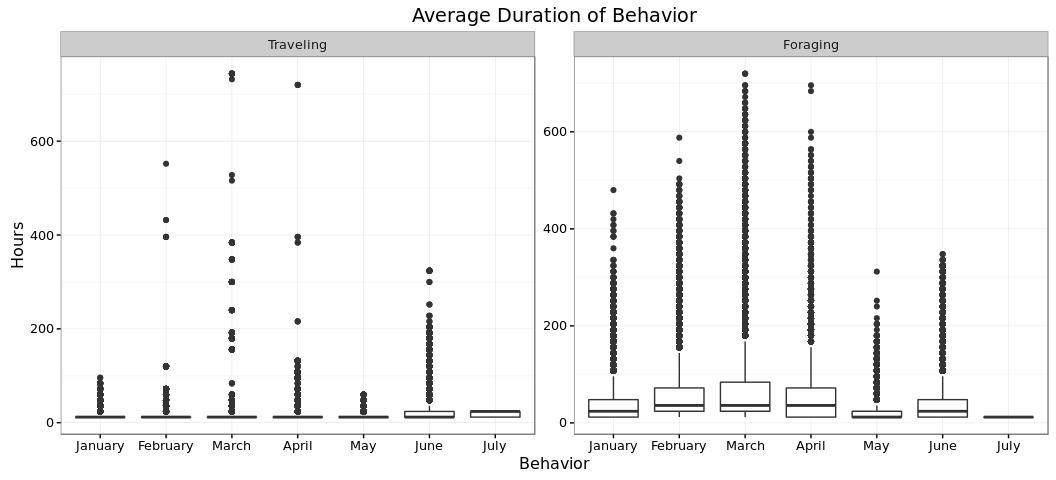 Average Duration of Behavior
Traveling
Foraging
Hours
600
400
200
0
600
400
200
0
January February March April May June July
January February March April May June July
Behavior